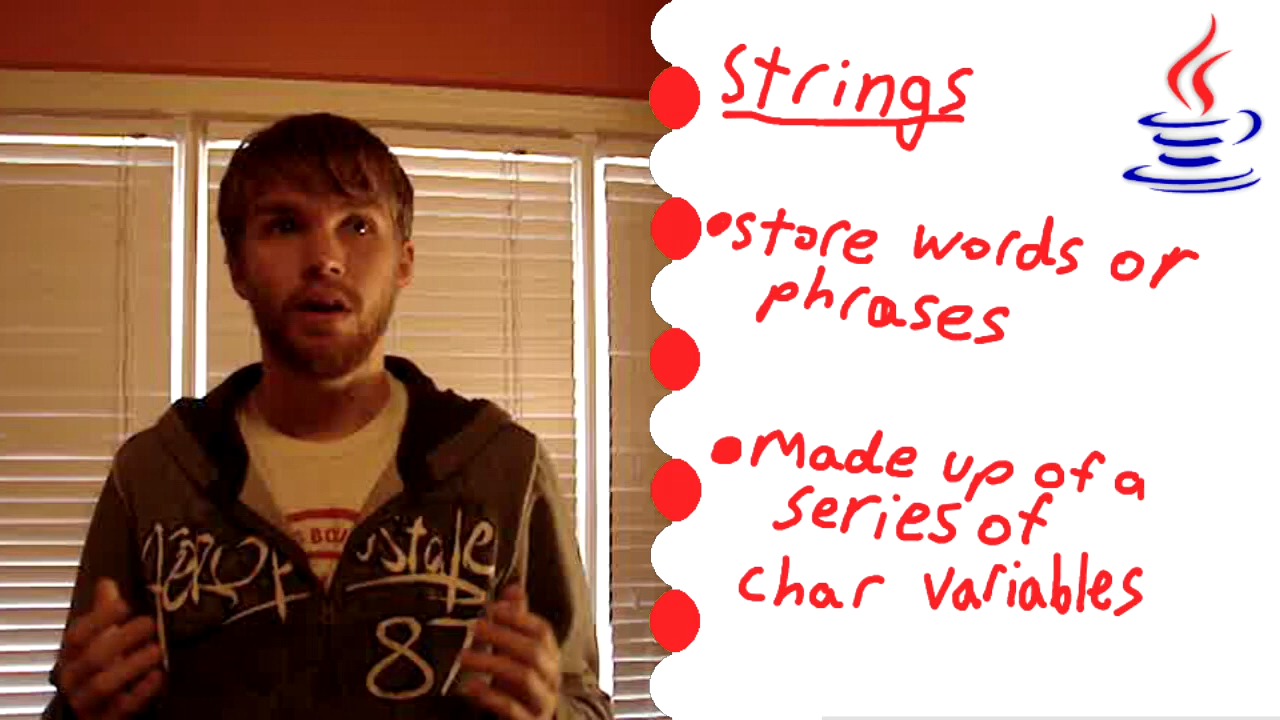 Strings
•store words or
phrases
•Made up of a
series of
char variables
87